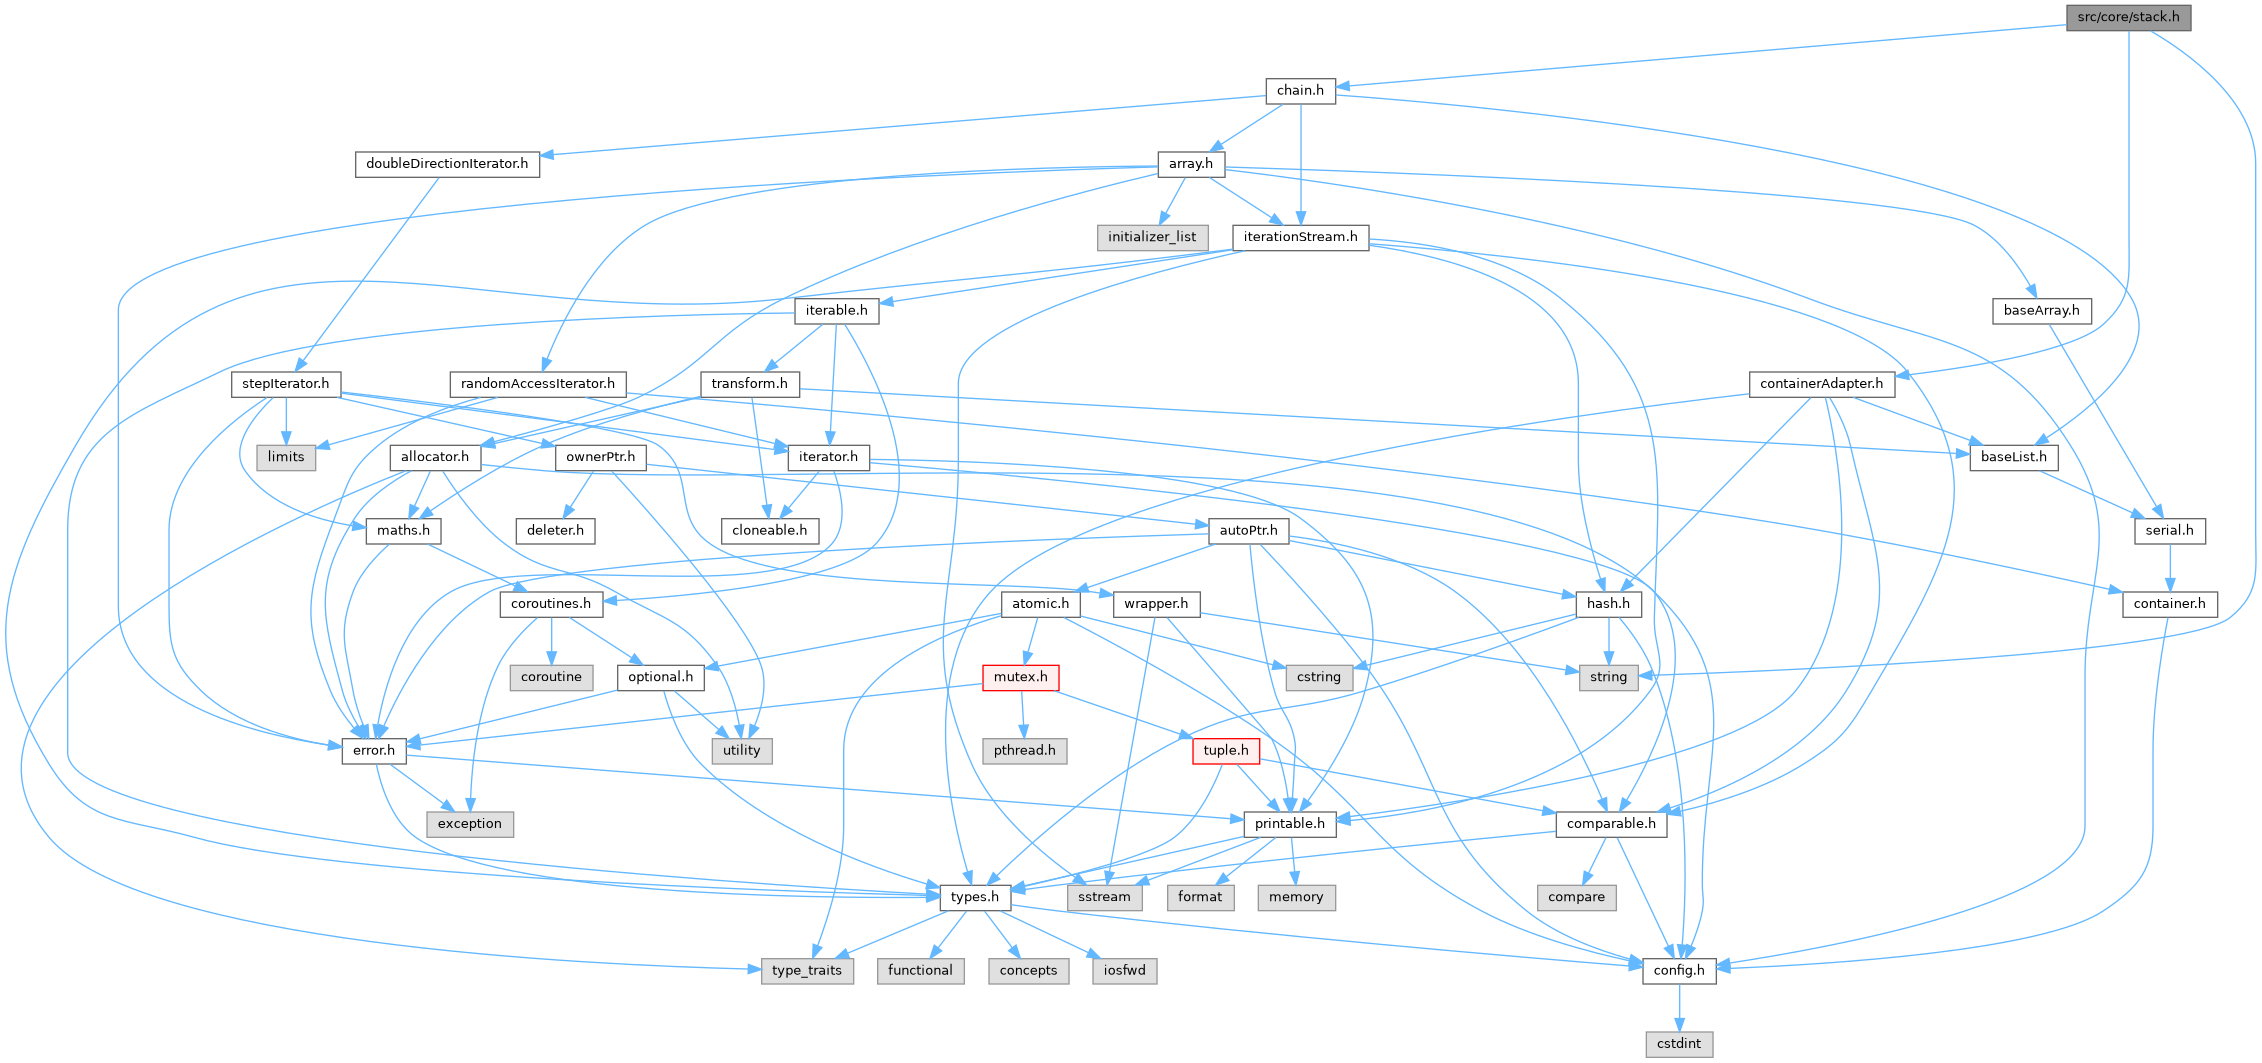 src/core/stack.h
chain.h
doubleDirectionIterator.h
array.h
initializer_list
iterationStream.h
iterable.h
baseArray.h
stepIterator.h
randomAccessIterator.h
transform.h
containerAdapter.h
limits
allocator.h
ownerPtr.h
iterator.h
baseList.h
maths.h
deleter.h
cloneable.h
autoPtr.h
serial.h
coroutines.h
atomic.h
wrapper.h
hash.h
container.h
coroutine
optional.h
mutex.h
cstring
string
error.h
utility
pthread.h
tuple.h
exception
printable.h
comparable.h
types.h
sstream
format
memory
compare
type_traits
functional
concepts
iosfwd
config.h
cstdint